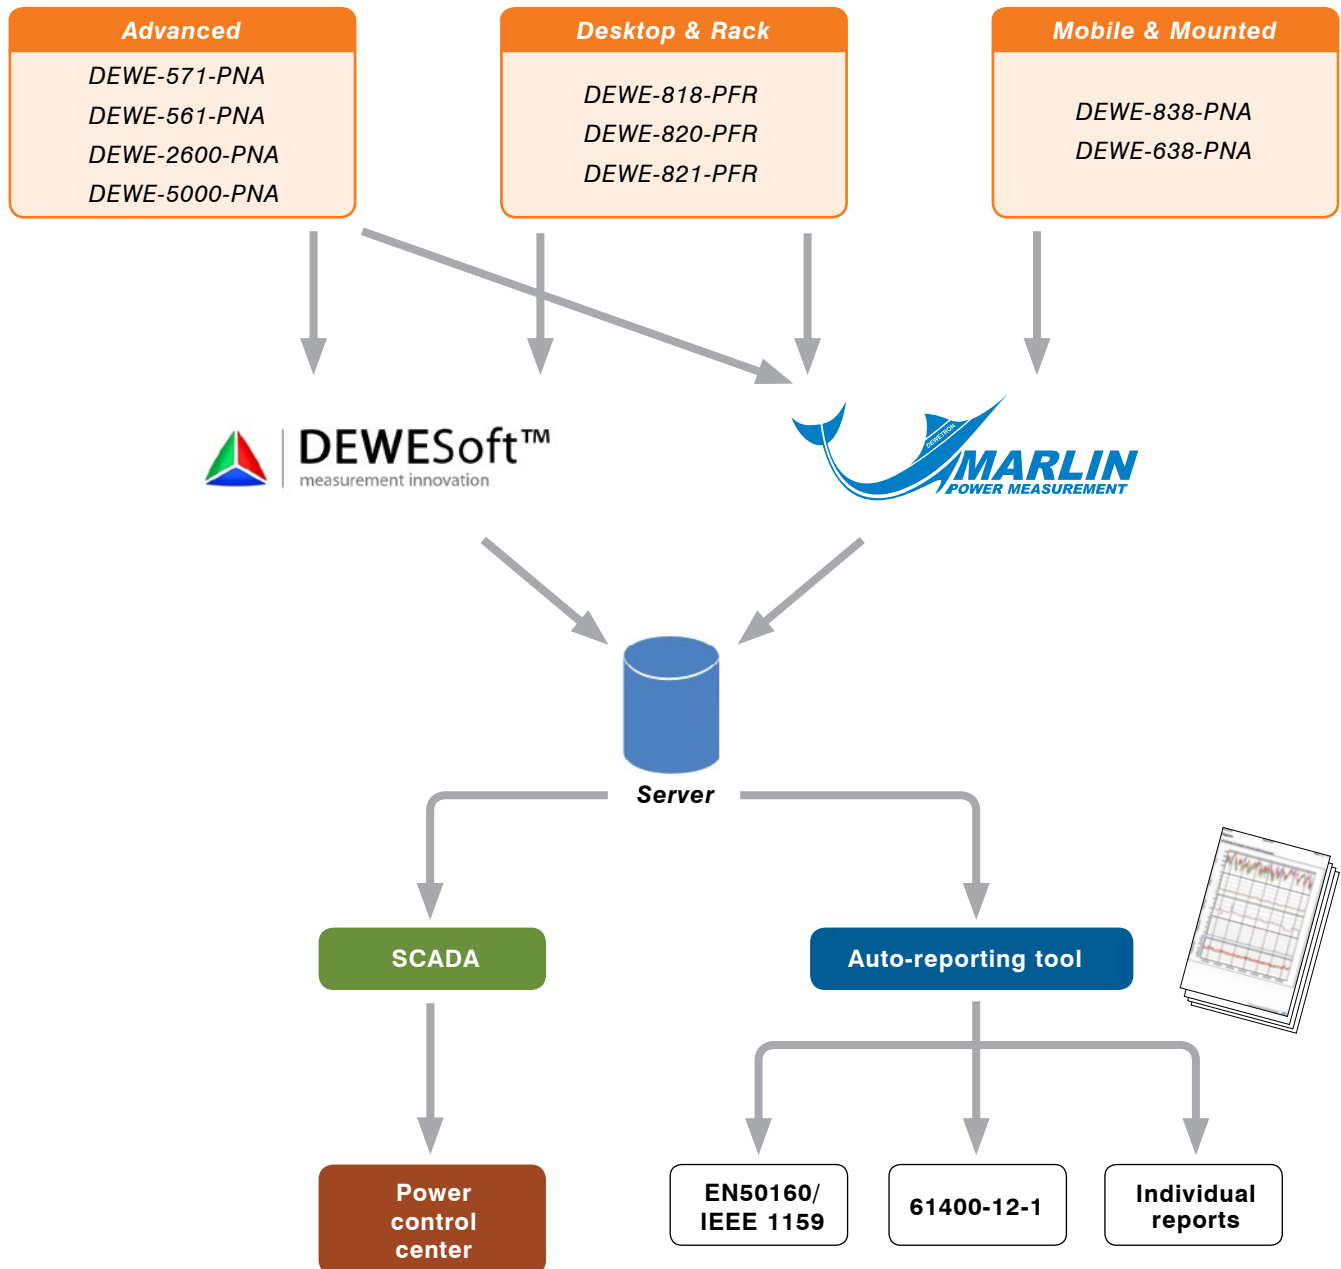 Advanced
DEWE-571-PNA
DEWE-561-PNA
DEWE-2600-PNA
DEWE-5000-PNA
Desktop & Rack
DEWE-818-PFR
DEWE-820-PFR
DEWE-821-PFR
Mobile & Mounted
DEWE-838-PNA
DEWE-638-PNA
DEWESoft™
measurement innovation
DEWETRON
MARLIN
POWER MEASUREMENT
Server
SCADA
Auto-reporting tool
Power
control
center
EN50160/
IEEE 1159
61400-12-1
Individual
reports